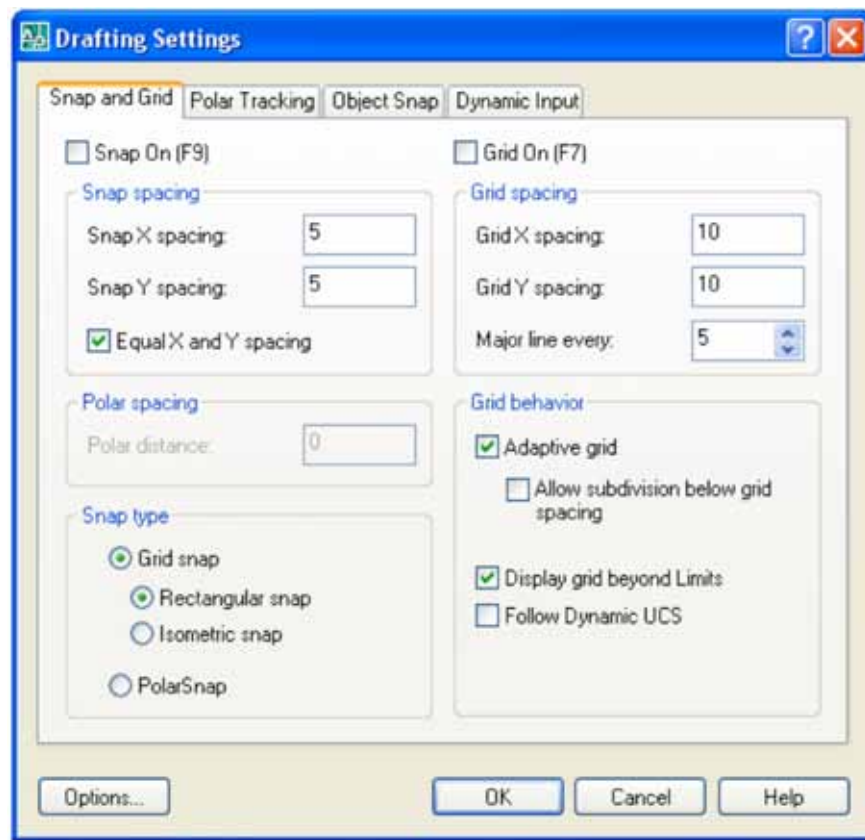 Drafting Settings
Snap and Grid
Polar Tracking
Object Snap
Dynamic Input
Snap On (F9)
Snap spacing
Snap X spacing: 5
Snap Y spacing: 5
Equal X and Y spacing
Polar spacing
Polar distance: 0
Snap type
Grid snap
Rectangular snap
Isometric snap
PolarSnap
Grid On (F7)
Grid spacing
Grid X spacing: 10
Grid Y spacing: 10
Major line every: 5
Grid behavior
Adaptive grid
Allow subdivision below grid
spacing
Display grid beyond Limits
Follow Dynamic UCS
Options...
OK
Cancel
Help